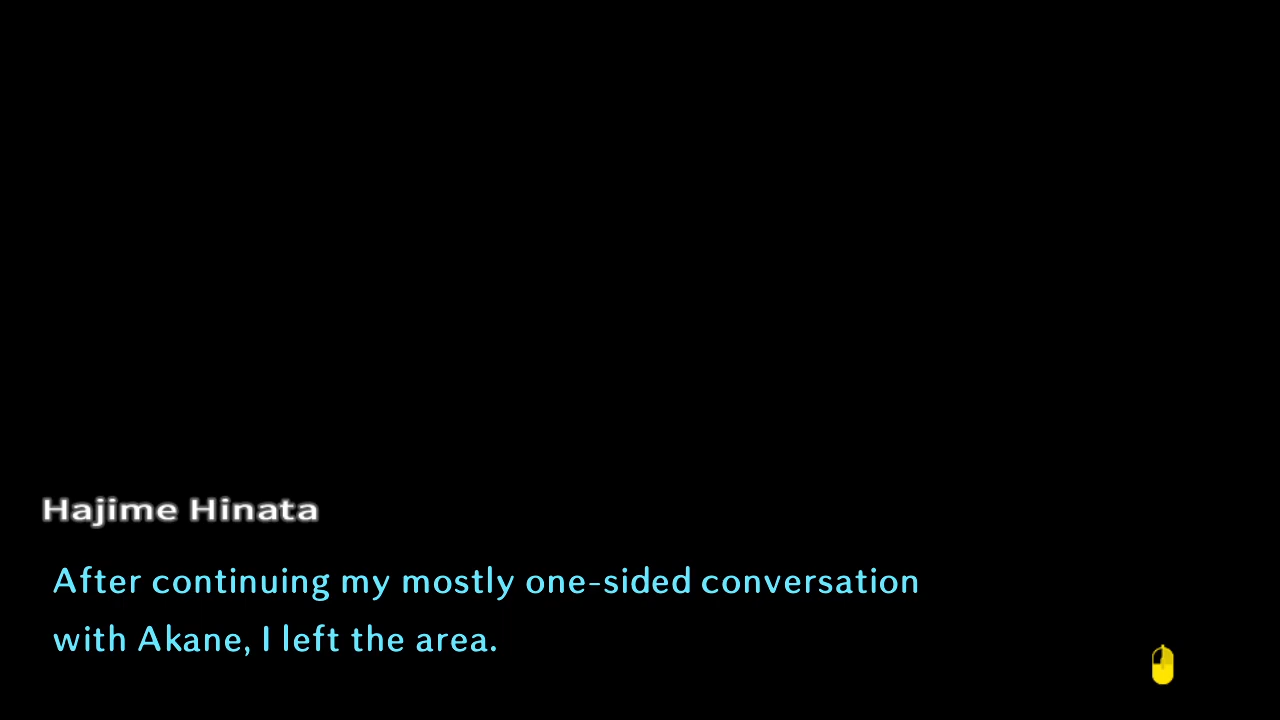 Hajime Hinata
After continuing my mostly one-sided conversation
with Akane, I left the area.